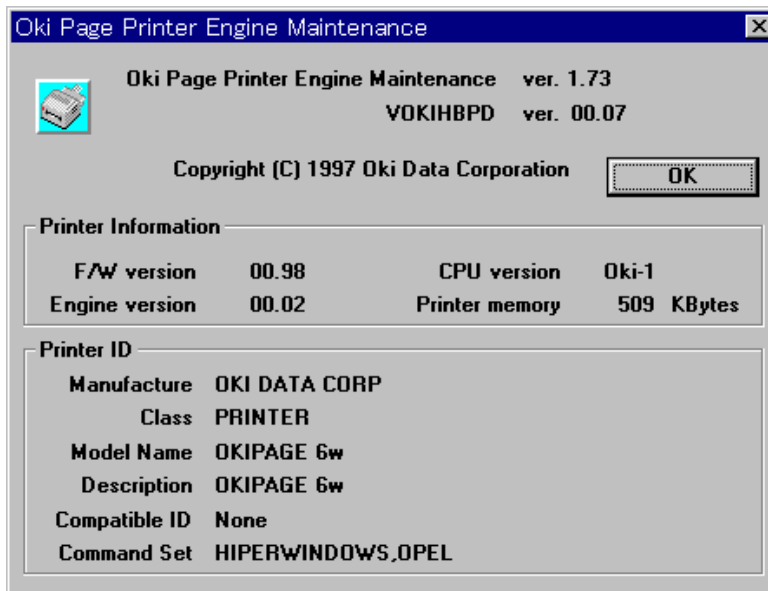 Oki Page Printer Engine Maintenance
Oki Page Printer Engine Maintenance ver. 1.73
VOKIHBPD ver. 00.07
Copyright (C) 1997 Oki Data Corporation OK
Printer Information
F/W version 00.98 CPU version Oki-1
Engine version 00.02 Printer memory 509 KBytes
Printer ID
Manufacture OKI DATA CORP
Class PRINTER
Model Name OKIPAGE 6w
Description OKIPAGE 6w
Compatible ID None
Command Set HIPERWINDOWS,OPEL